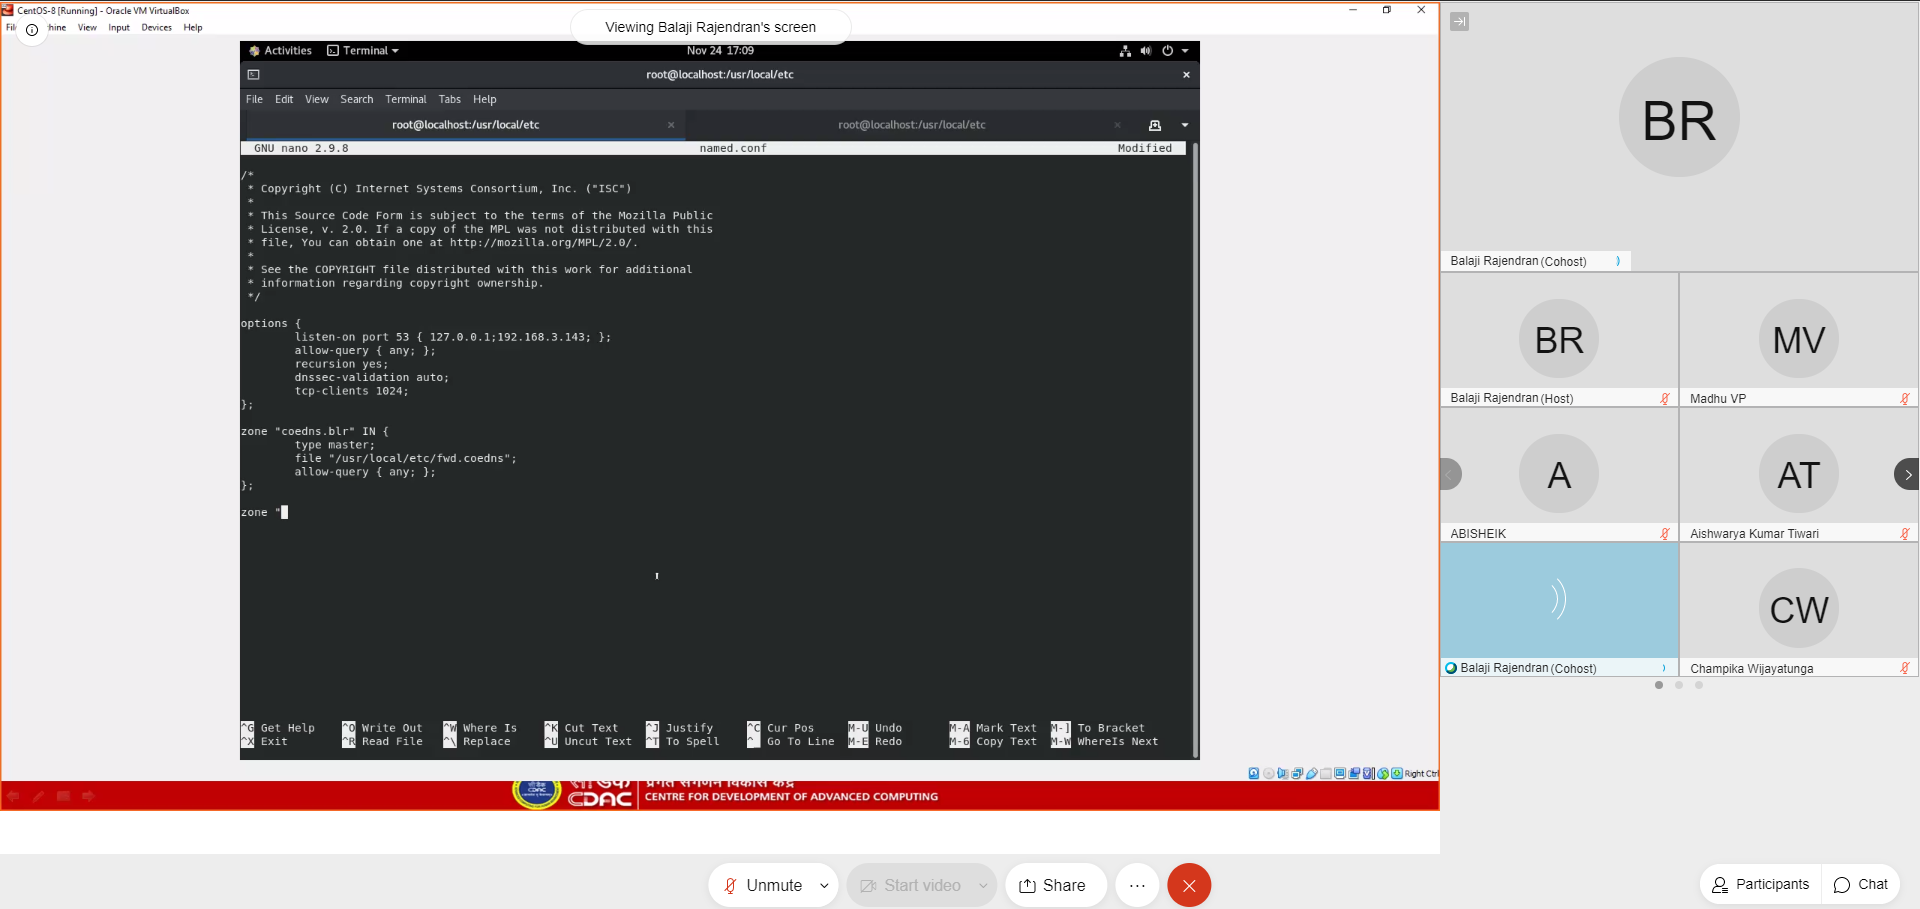 CentOS-8 [Running] - Oracle VM VirtualBox
View Input Devices Help
Viewing Balaji Rajendran's screen
Activities Terminal Nov 24 17:09
root@localhost:/usr/local/etc
File Edit View Search Terminal Tabs Help
root@localhost:/usr/local/etc root@localhost:/usr/local/etc
GNU nano 2.9.8 named.conf Modified
/*
* Copyright (C) Internet Systems Consortium, Inc. ("ISC")
*
* This Source Code Form is subject to the terms of the Mozilla Public
* License, v. 2.0. If a copy of the MPL was not distributed with this
* file, You can obtain one at http://mozilla.org/MPL/2.0/.
*
* See the COPYRIGHT file distributed with this work for additional
* information regarding copyright ownership.
*/
options {
listen-on port 53 { 127.0.0.1;192.168.3.143; };
allow-query { any; };
recursion yes;
dnssec-validation auto;
tcp-clients 1024;
};
zone "coedns.blr" IN {
type master;
file "/usr/local/etc/fwd.coedns";
allow-query { any; };
};
zone "
^G Get Help ^O Write Out ^W Where Is ^K Cut Text ^J Justify ^C Cur Pos M-U Undo M-A Mark Text M-] To Bracket
^X Exit ^R Read File ^\ Replace ^U Uncut Text ^T To Spell ^_ Go To Line M-E Redo M-6 Copy Text M-W WhereIs Next
Right Ctrl
CDAC
CENTRE FOR DEVELOPMENT OF ADVANCED COMPUTING
BR
Balaji Rajendran (Cohost)
BR MV
Balaji Rajendran (Host) Madhu VP
A AT
ABISHEIK Aishwarya Kumar Tiwari
CW
Balaji Rajendran (Cohost) Champika Wijayatunga
Unmute Start video Share
Participants Chat